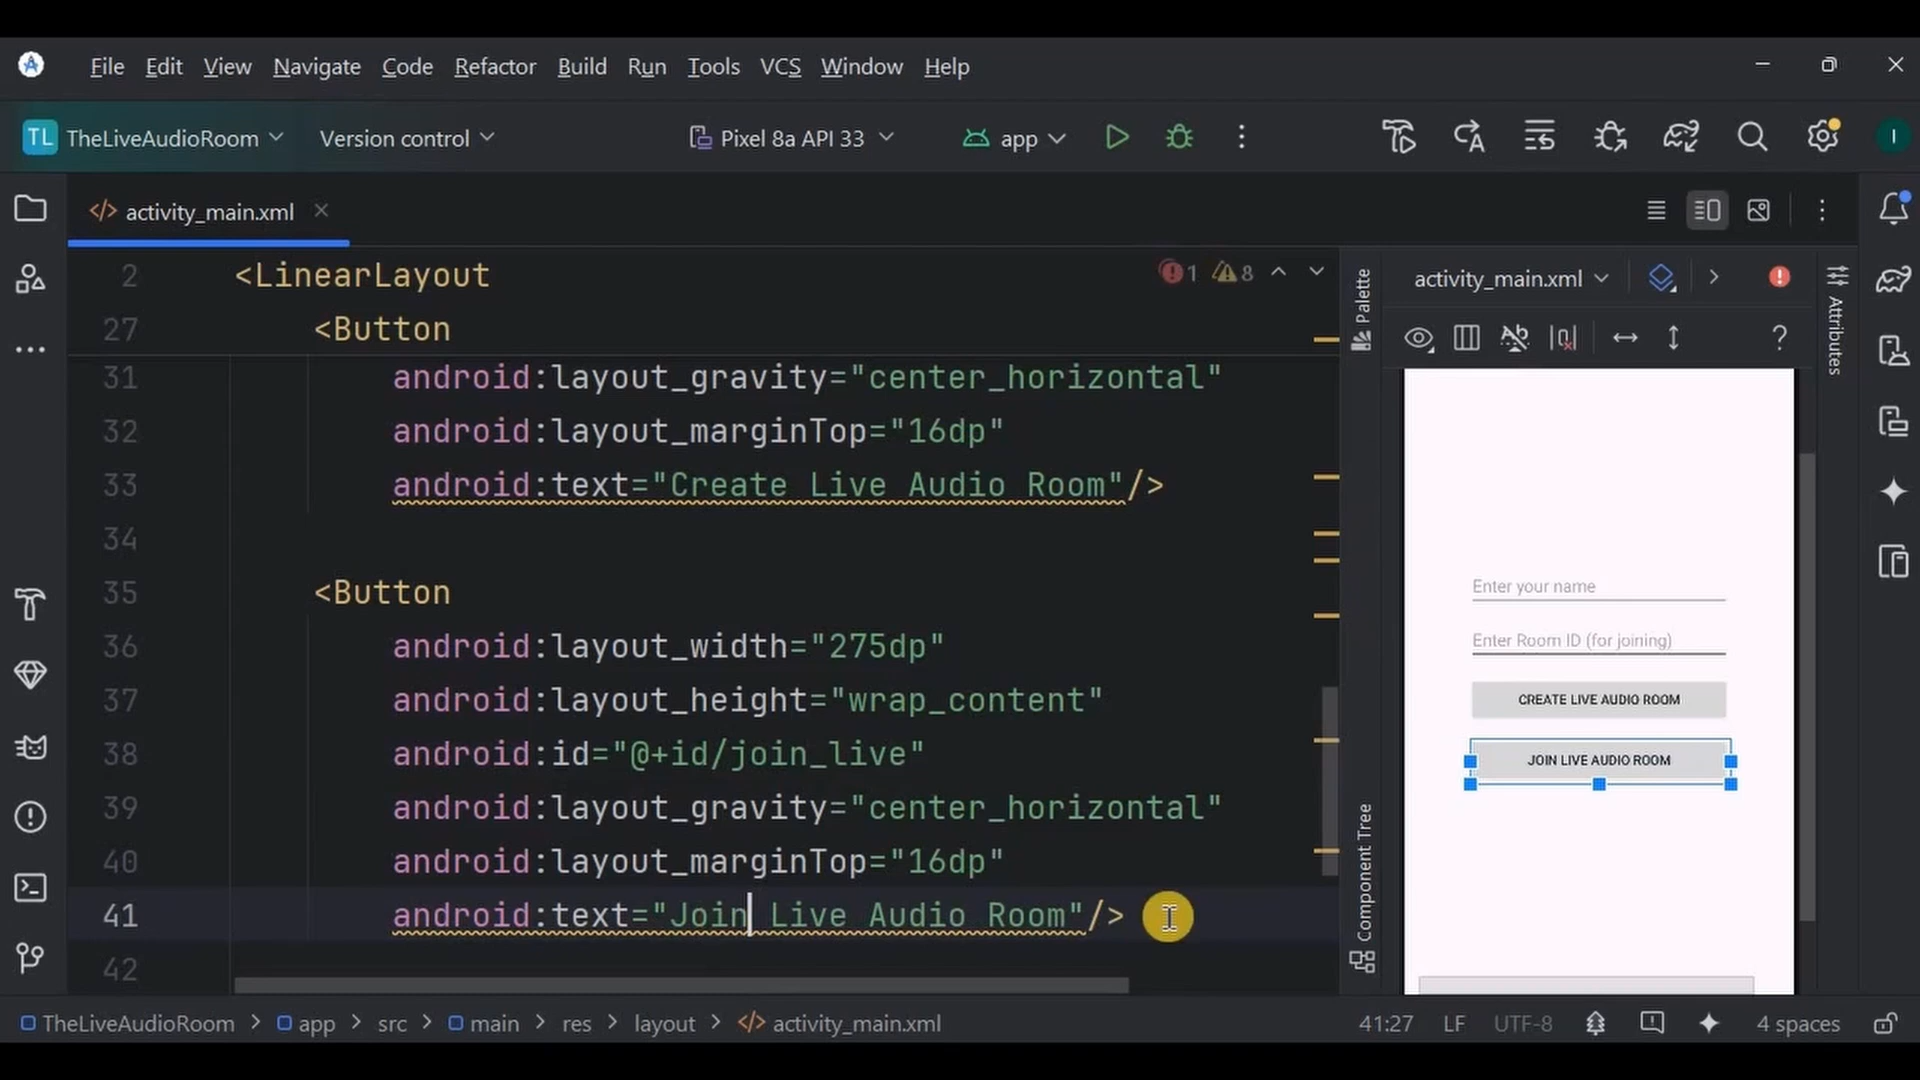 File Edit View Navigate Code Refactor Build Run Tools VCS Window Help
TL TheLiveAudioRoom Version control Pixel 8a API 33 app I
activity_main.xml
2 <LinearLayout 1 8
27 <Button
31 android:layout_gravity="center_horizontal"
32 android:layout_marginTop="16dp"
33 android:text="Create Live Audio Room"/>
34
35 <Button
36 android:layout_width="275dp"
37 android:layout_height="wrap_content"
38 android:id="@+id/join_live"
39 android:layout_gravity="center_horizontal"
40 android:layout_marginTop="16dp"
41 android:text="Join Live Audio Room"/>
42
Palette
Component Tree
activity_main.xml
Attributes
Enter your name
Enter Room ID (for joining)
CREATE LIVE AUDIO ROOM
JOIN LIVE AUDIO ROOM
TheLiveAudioRoom > app > src > main > res > layout > activity_main.xml 41:27 LF UTF-8 4 spaces